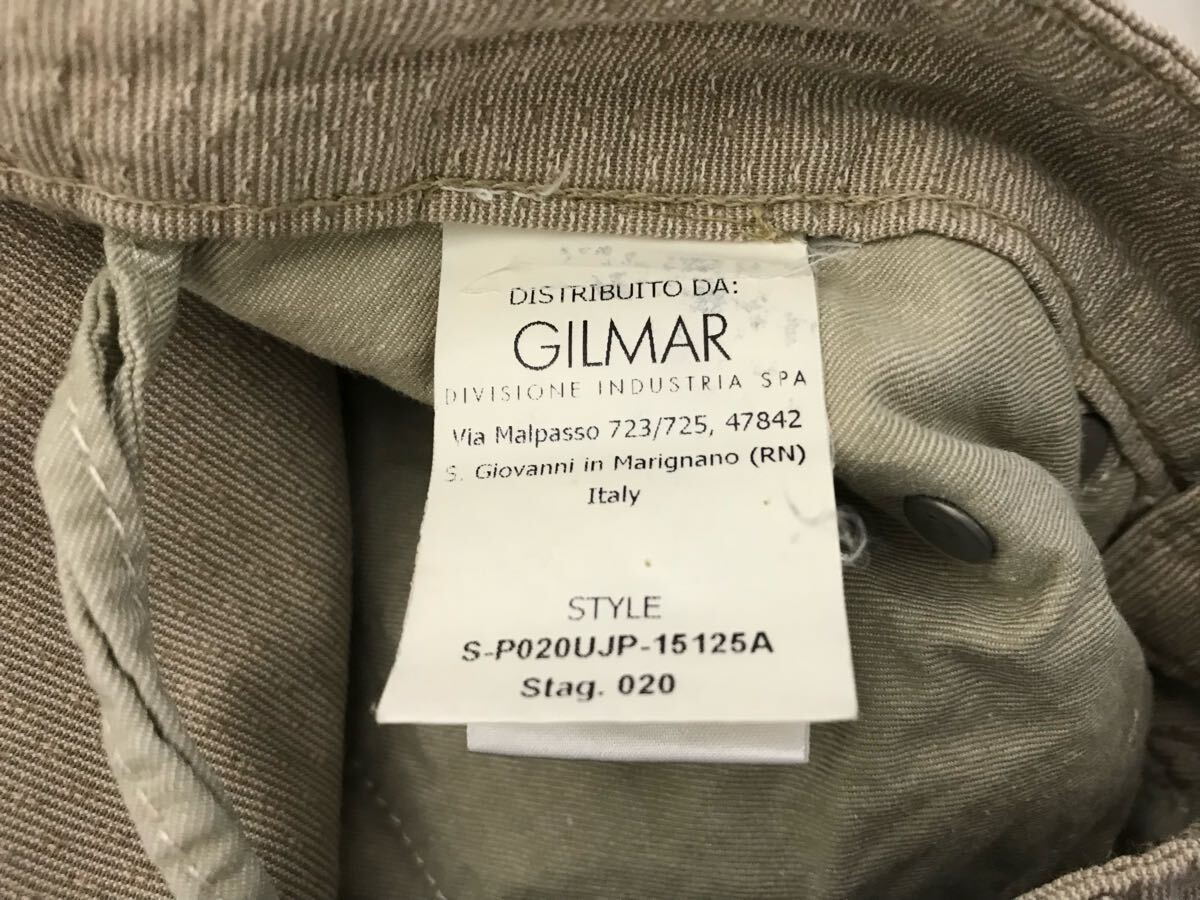 DISTRIBUITO DA:
GILMAR
DIVISIONE INDUSTRIA SPA
Via Malpasso 723/725, 47842
S. Giovanni in Marignano (RN)
Italy
STYLE
S-P020UJP-15125A
Stag. 020